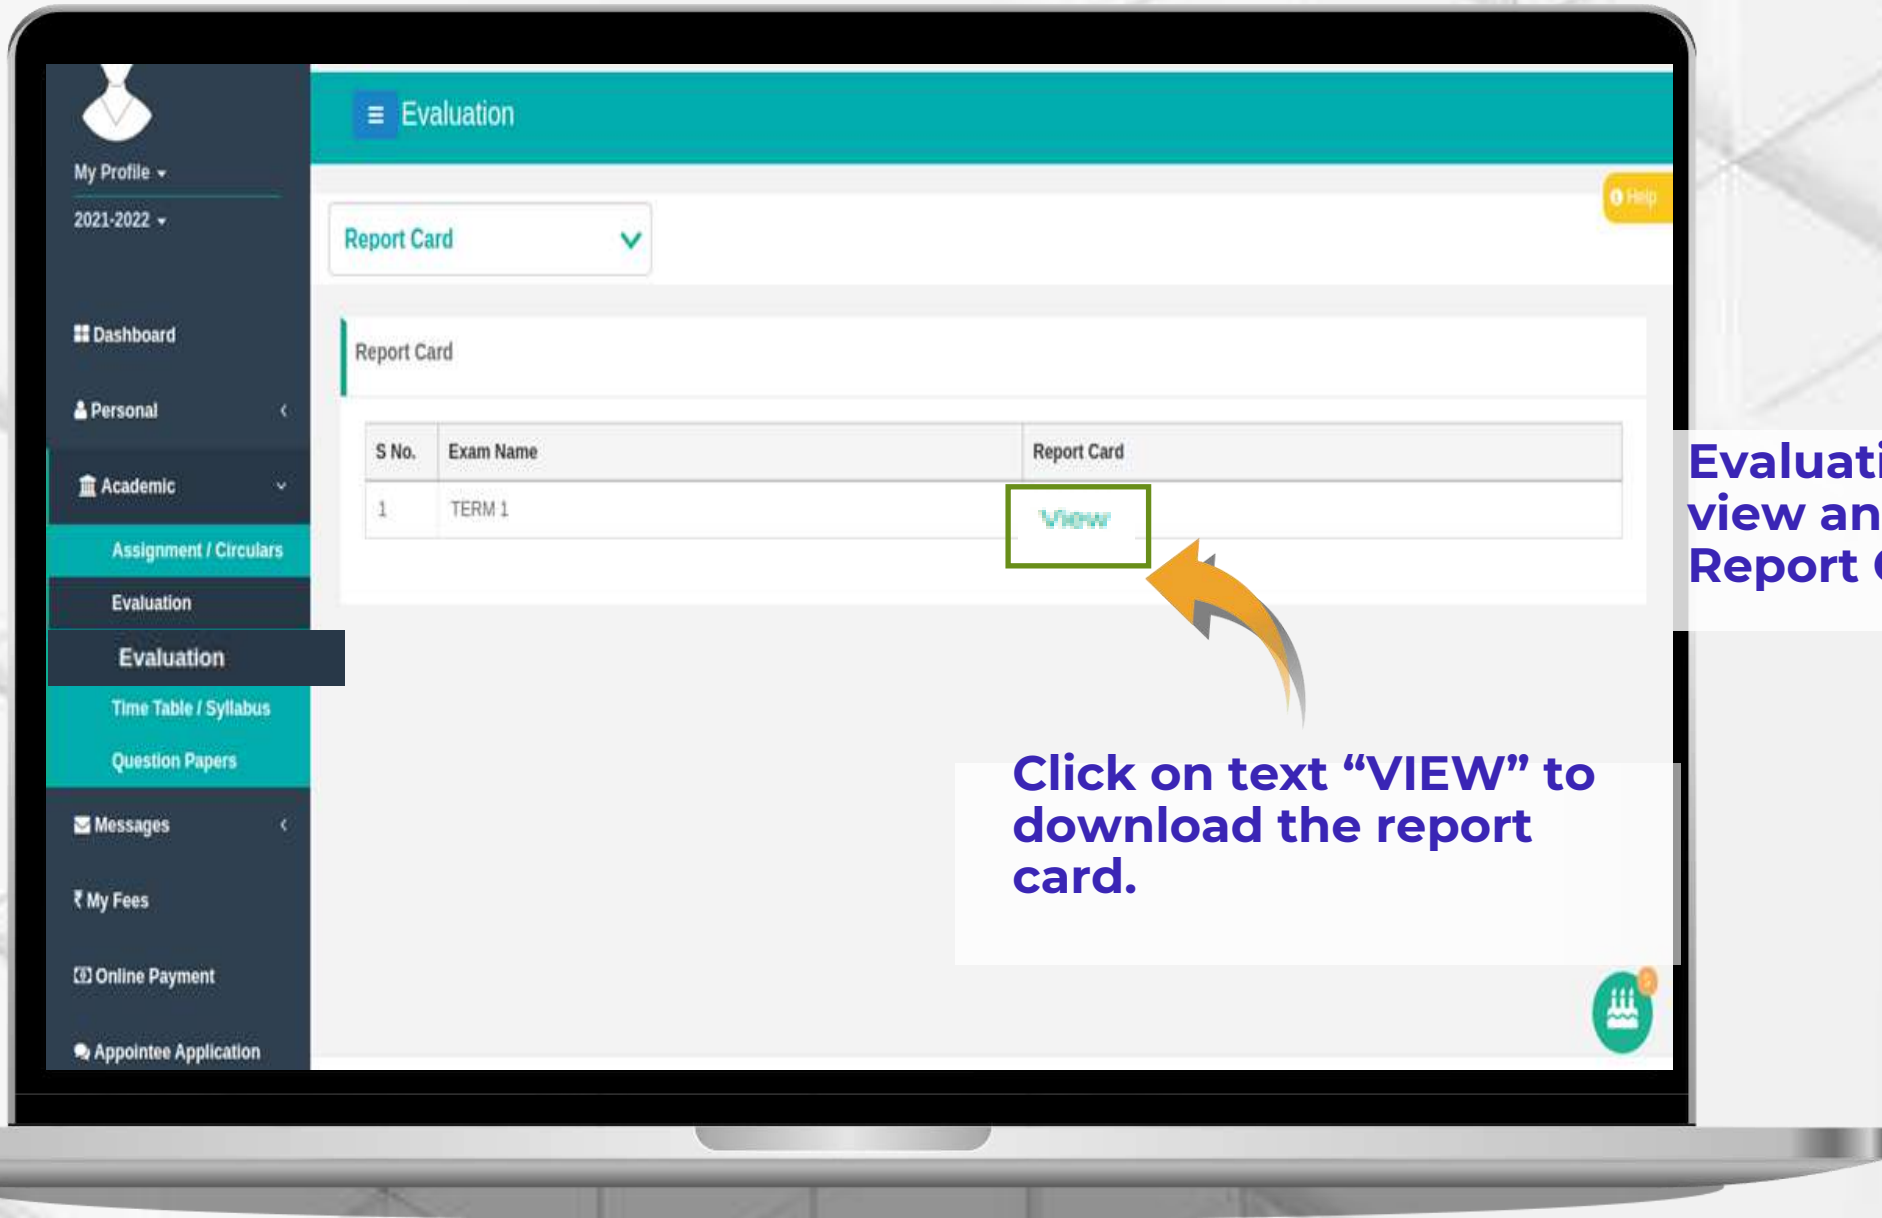 Evaluation
My Profile
2021-2022
Help
Report Card
Dashboard
Report Card
Personal
S No. Exam Name Report Card
Academic
1 TERM 1 View
Assignment / Circulars
Evaluation
Evaluation
Time Table / Syllabus
Question Papers
Messages
₹ My Fees
Online Payment
Appointee Application
Click on text “VIEW” to
download the report
card.
view
Report